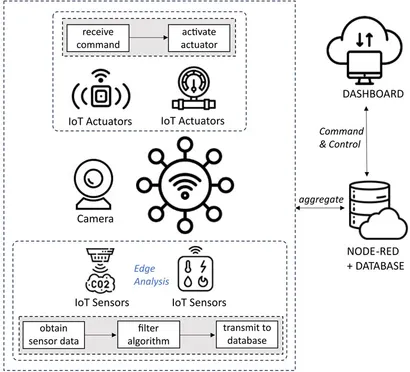 receive
command
activate
actuator
IoT Actuators
IoT Actuators
DASHBOARD
Command
& Control
Camera
aggregate
NODE-RED
+ DATABASE
CO2
Edge
Analysis
IoT Sensors
IoT Sensors
obtain
sensor data
filter
algorithm
transmit to
database